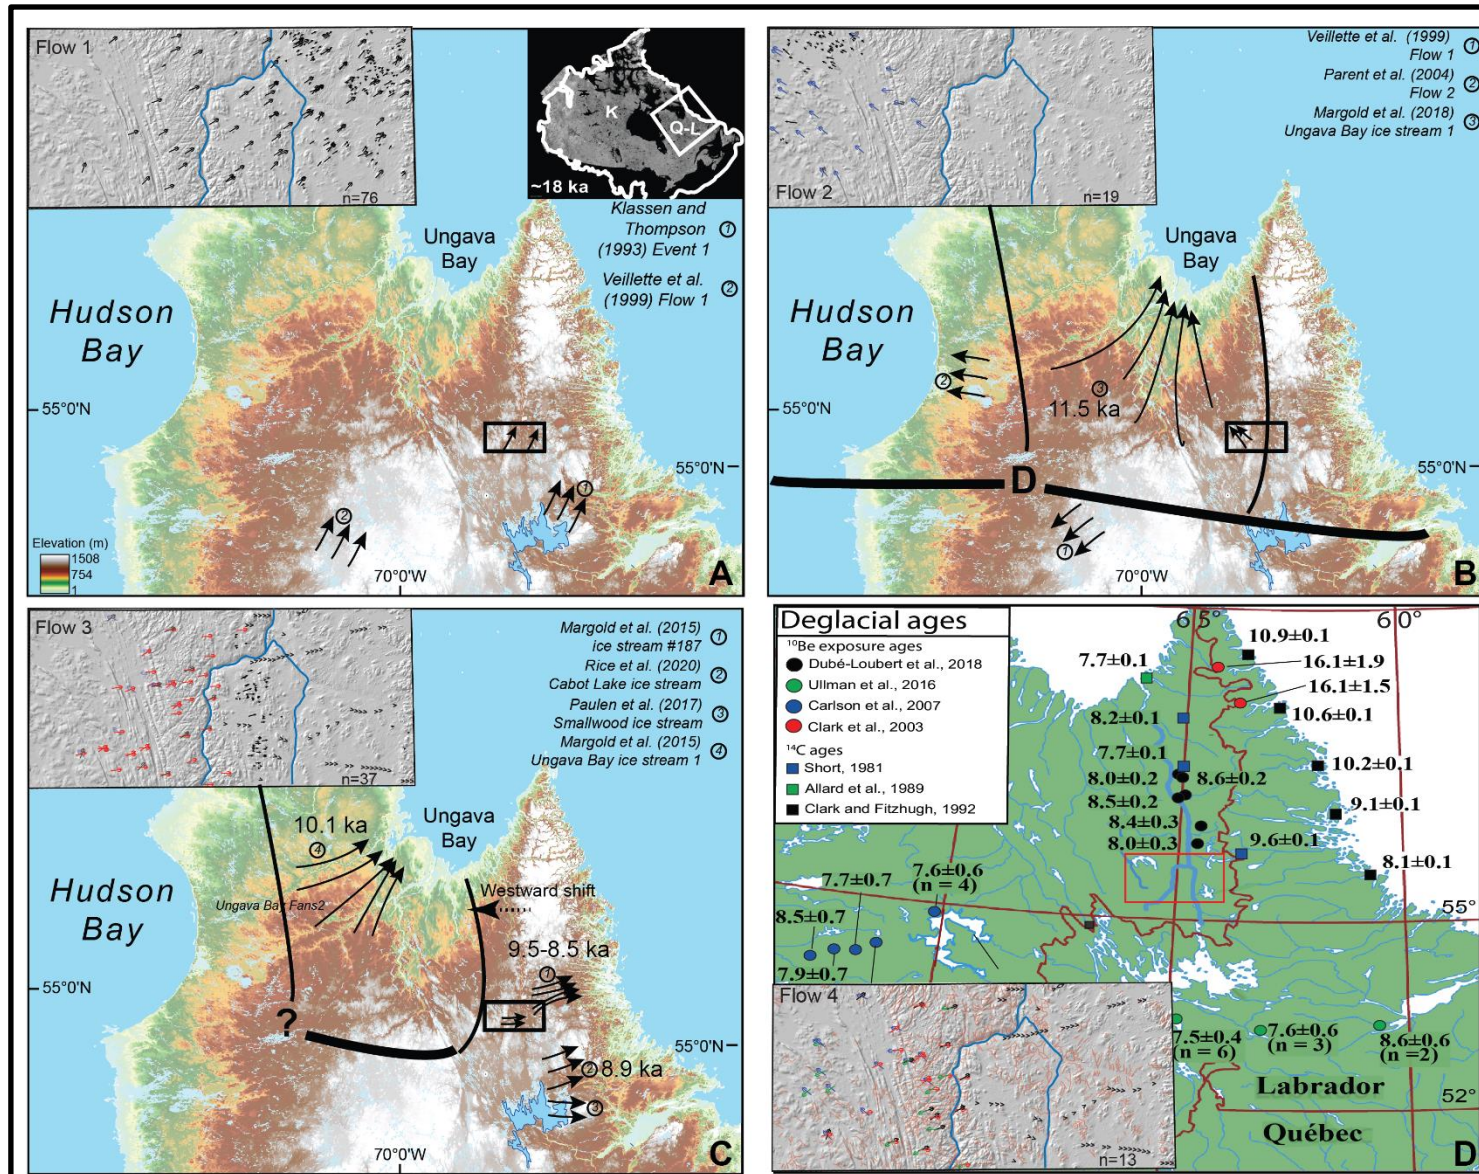 Flow 1
n=76
K
Q-L
~18 ka
Klassen and
Thompson
(1993) Event 1
1
Veillette et al.
(1999) Flow 1
2
Ungava
Bay
Hudson
Bay
55°0'N
55°0'N
1
2
Elevation (m)
1508
754
1
70°0'W
A
Flow 2
n=19
Veillette et al. (1999)
Flow 1
1
Parent et al. (2004)
Flow 2
2
Margold et al. (2018)
Ungava Bay ice stream 1
3
Ungava
Bay
Hudson
Bay
2
3
11.5 ka
55°0'N
55°0'N
D
1
70°0'W
B
Flow 3
n=37
Margold et al. (2015)
ice stream #187
1
Rice et al. (2020)
Cabot Lake ice stream
2
Paulen et al. (2017)
Smallwood ice stream
3
Margold et al. (2015)
Ungava Bay ice stream 1
4
10.1 ka
4
Ungava
Bay
Westward shift
Ungava Bay Fans2
Hudson
Bay
9.5-8.5 ka
1
55°0'N
?
55°0'N
2
8.9 ka
3
70°0'W
C
Deglacial ages
¹⁰Be exposure ages
Dubé-Loubert et al., 2018
Ullman et al., 2016
Carlson et al., 2007
Clark et al., 2003
¹⁴C ages
Short, 1981
Allard et al., 1989
Clark and Fitzhugh, 1992
65°
60°
10.9±0.1
7.7±0.1
16.1±1.9
16.1±1.5
8.2±0.1
10.6±0.1
7.7±0.1
10.2±0.1
8.0±0.2
8.6±0.2
8.5±0.2
9.1±0.1
8.4±0.3
8.0±0.3
9.6±0.1
8.1±0.1
7.6±0.6
(n = 4)
7.7±0.7
8.5±0.7
55°
7.9±0.7
Flow 4
n=13
7.5±0.4
(n = 6)
7.6±0.6
(n = 3)
8.6±0.6
(n =2)
Labrador
52°
Québec
D